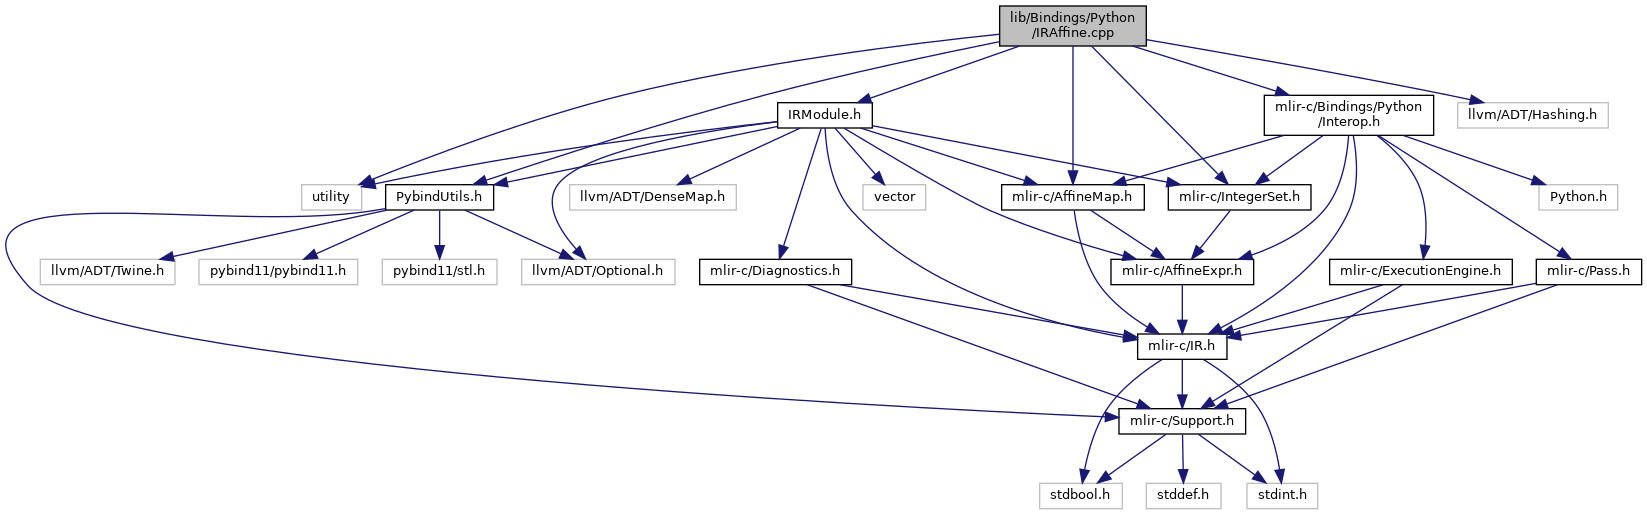 lib/Bindings/Python
/IRAffine.cpp
IRModule.h
mlir-c/Bindings/Python
/Interop.h
llvm/ADT/Hashing.h
utility
PybindUtils.h
llvm/ADT/DenseMap.h
vector
mlir-c/AffineMap.h
mlir-c/IntegerSet.h
Python.h
llvm/ADT/Twine.h
pybind11/pybind11.h
pybind11/stl.h
llvm/ADT/Optional.h
mlir-c/Diagnostics.h
mlir-c/AffineExpr.h
mlir-c/ExecutionEngine.h
mlir-c/Pass.h
mlir-c/IR.h
mlir-c/Support.h
stdbool.h
stddef.h
stdint.h